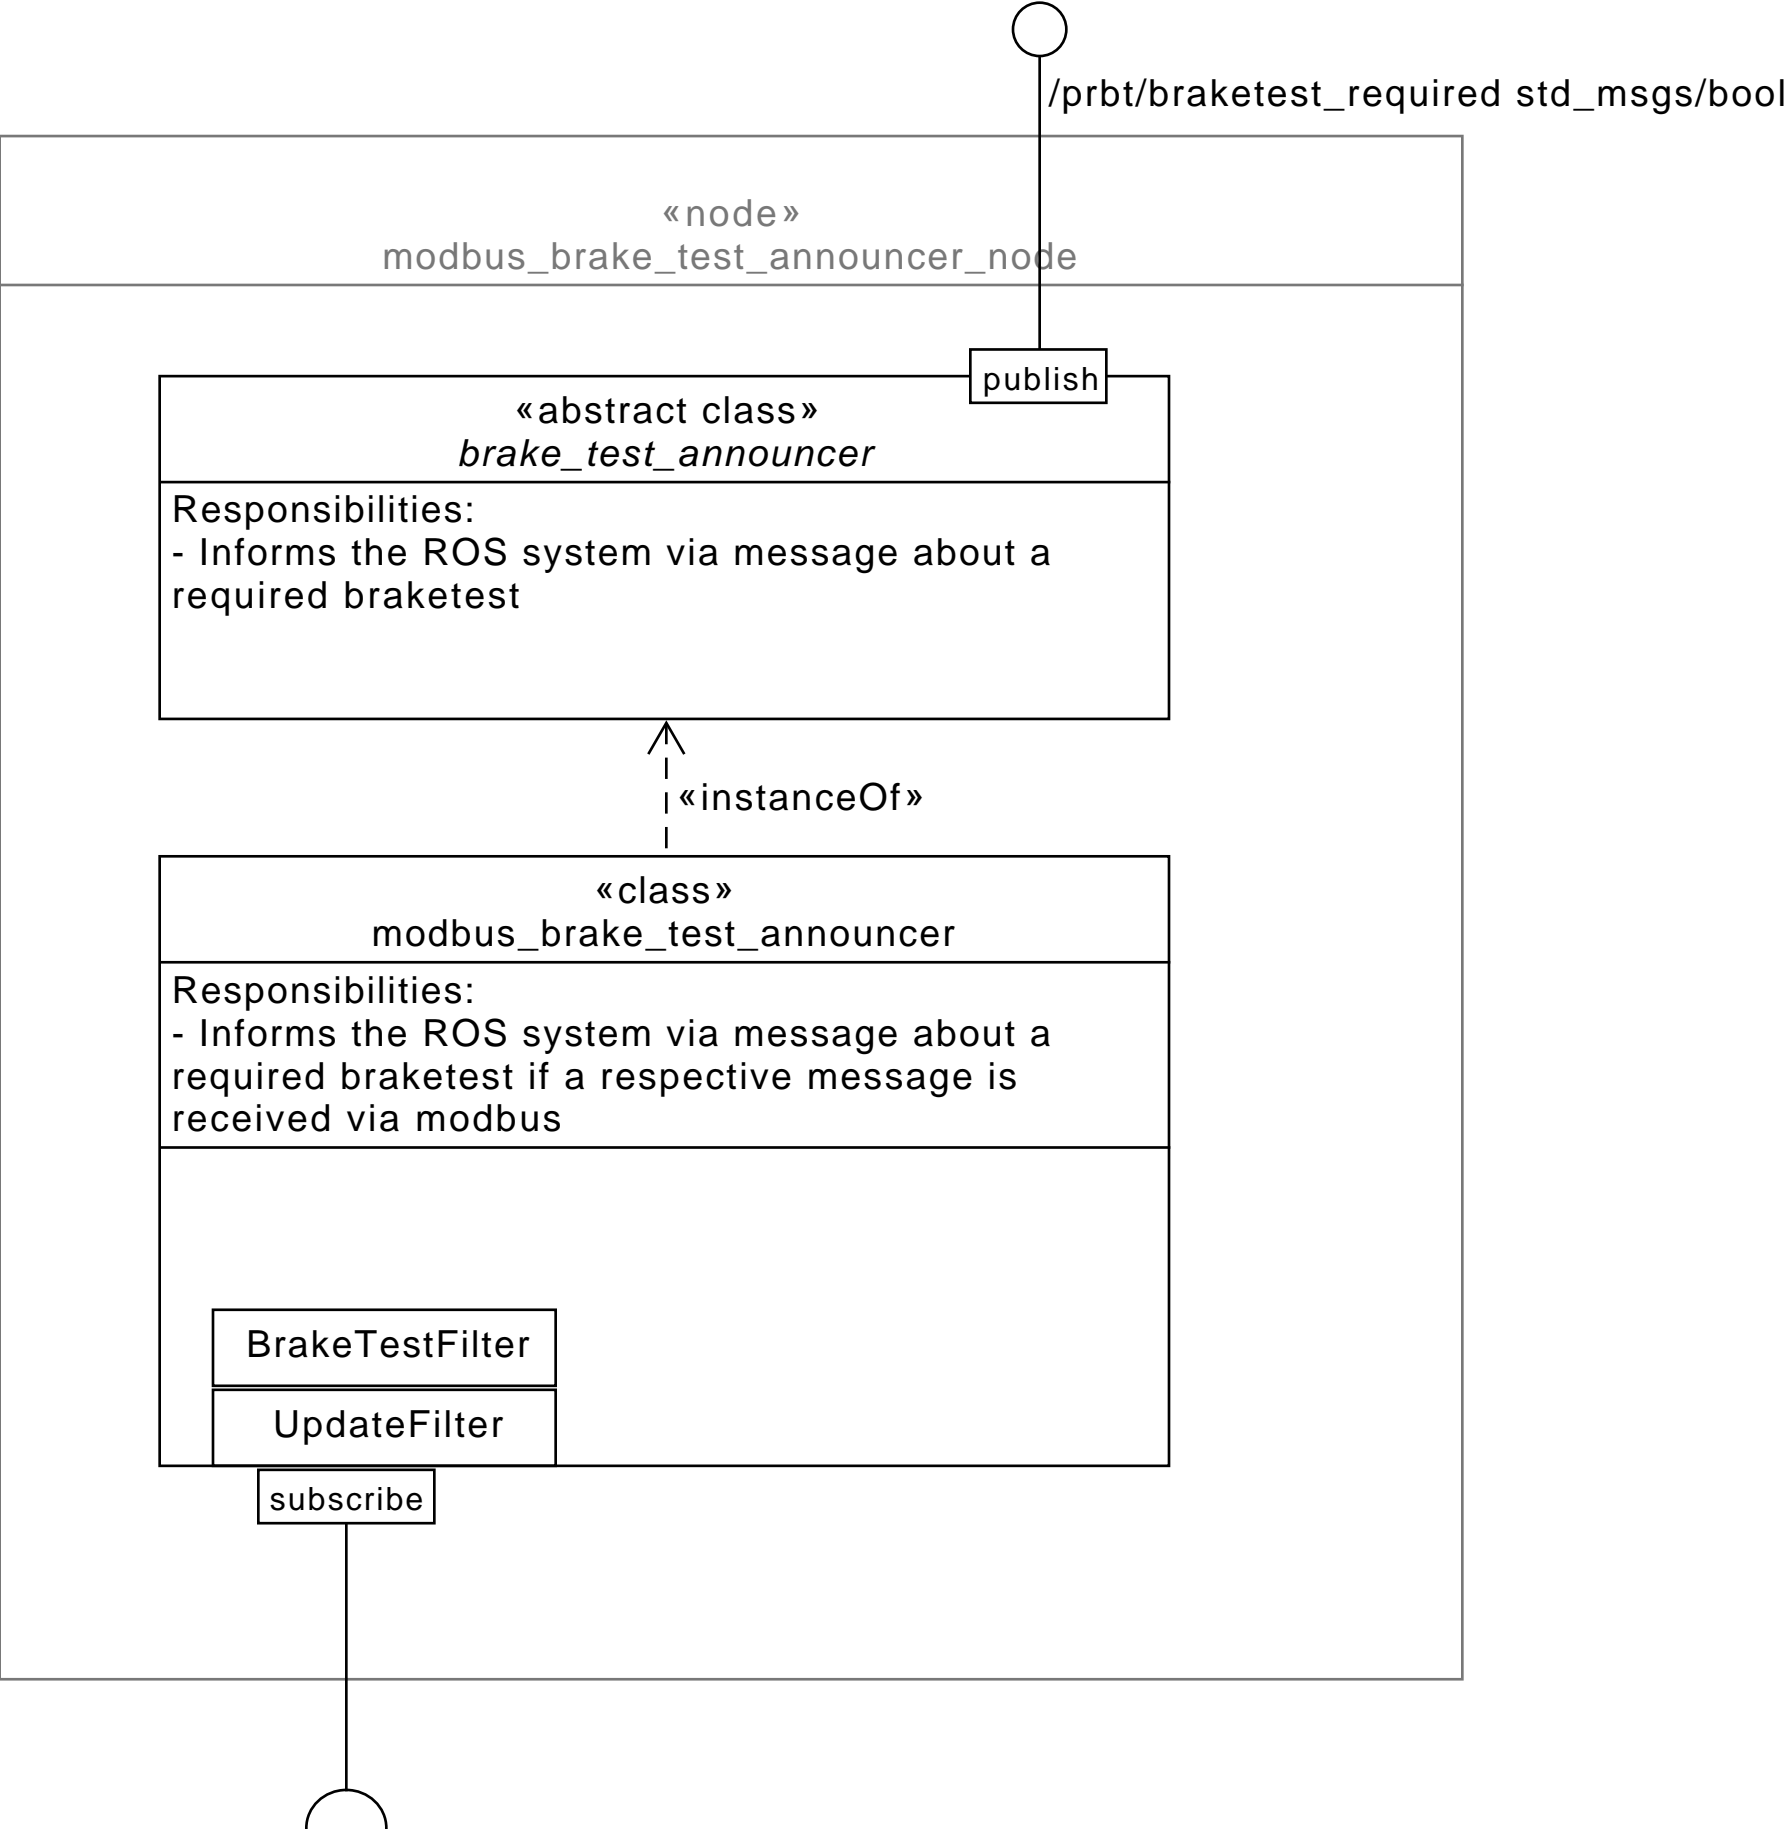 /prbt/braketest_required std_msgs/bool
«node»
modbus_brake_test_announcer_node
publish
«abstract class»
brake_test_announcer
Responsibilities:
- Informs the ROS system via message about a
required braketest
«instanceOf»
«class»
modbus_brake_test_announcer
Responsibilities:
- Informs the ROS system via message about a
required braketest if a respective message is
received via modbus
BrakeTestFilter
UpdateFilter
subscribe